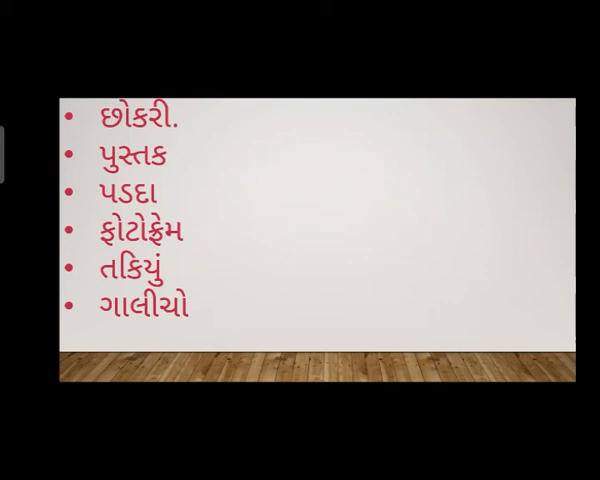 • છોકરી.
• પુસ્તક
• પડદા
• ફોટોફ્રેમ
• તકિયું
• ગાલીચો